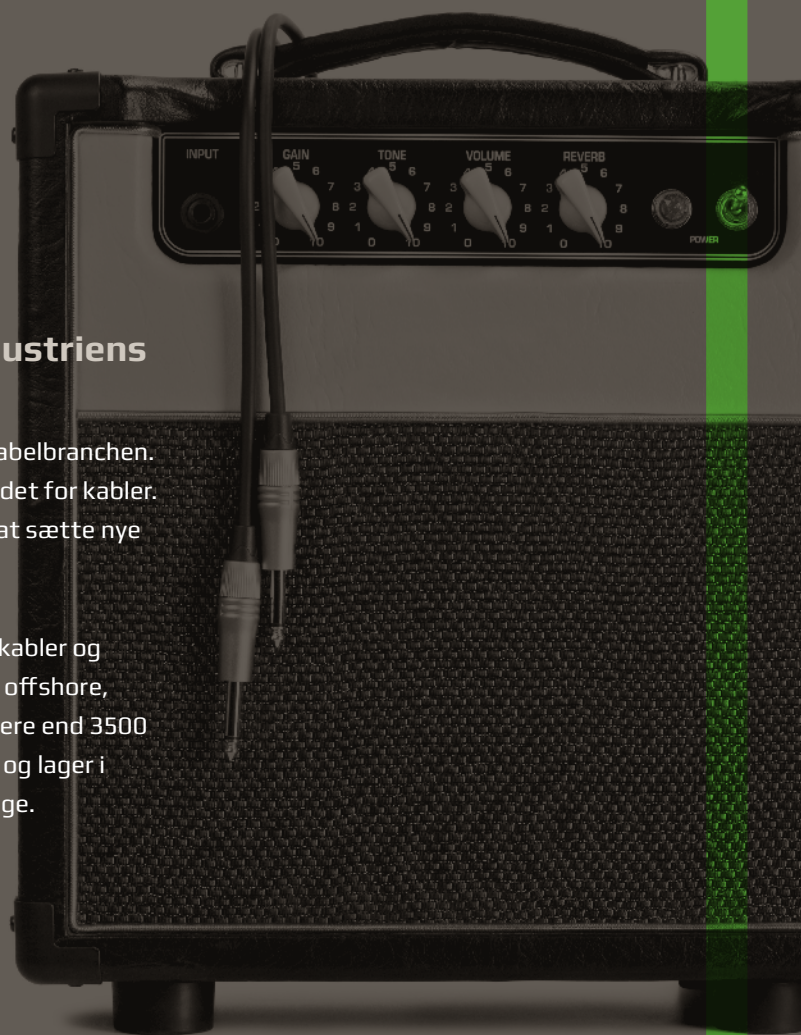 INPUT GAIN TONE VOLUME REVERB
POWER
ustriens
abelbranchen.
det for kabler.
at sætte nye
kabler og
offshore,
ere end 3500
og lager i
ge.